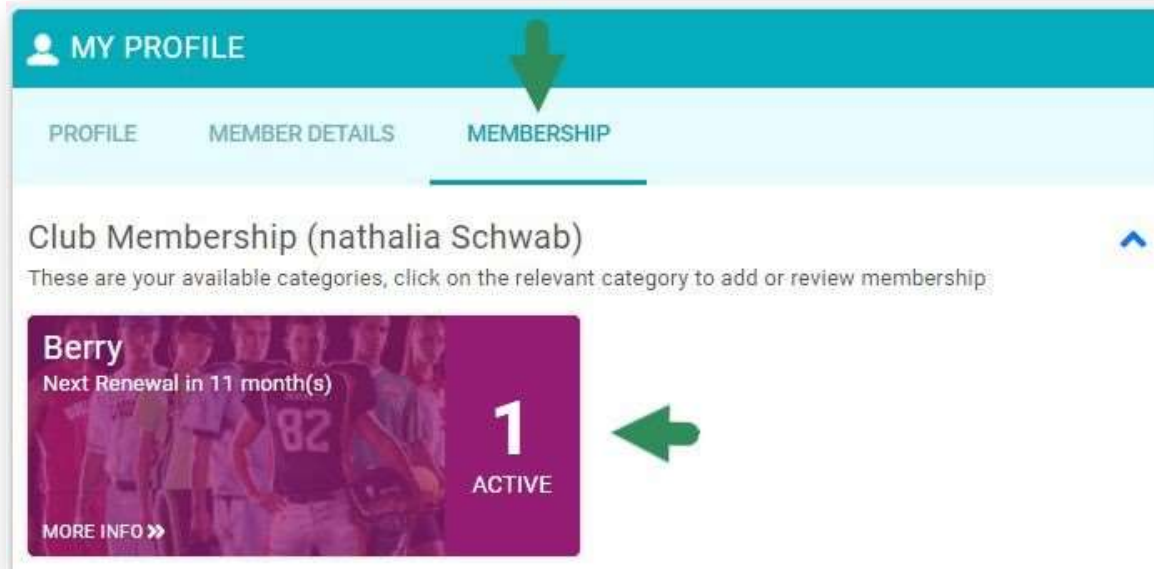 MY PROFILE
PROFILE MEMBER DETAILS MEMBERSHIP
Club Membership (nathalia Schwab)
These are your available categories, click on the relevant category to add or review membership
Berry
Next Renewal in 11 month(s)
82
1
ACTIVE
MORE INFO »